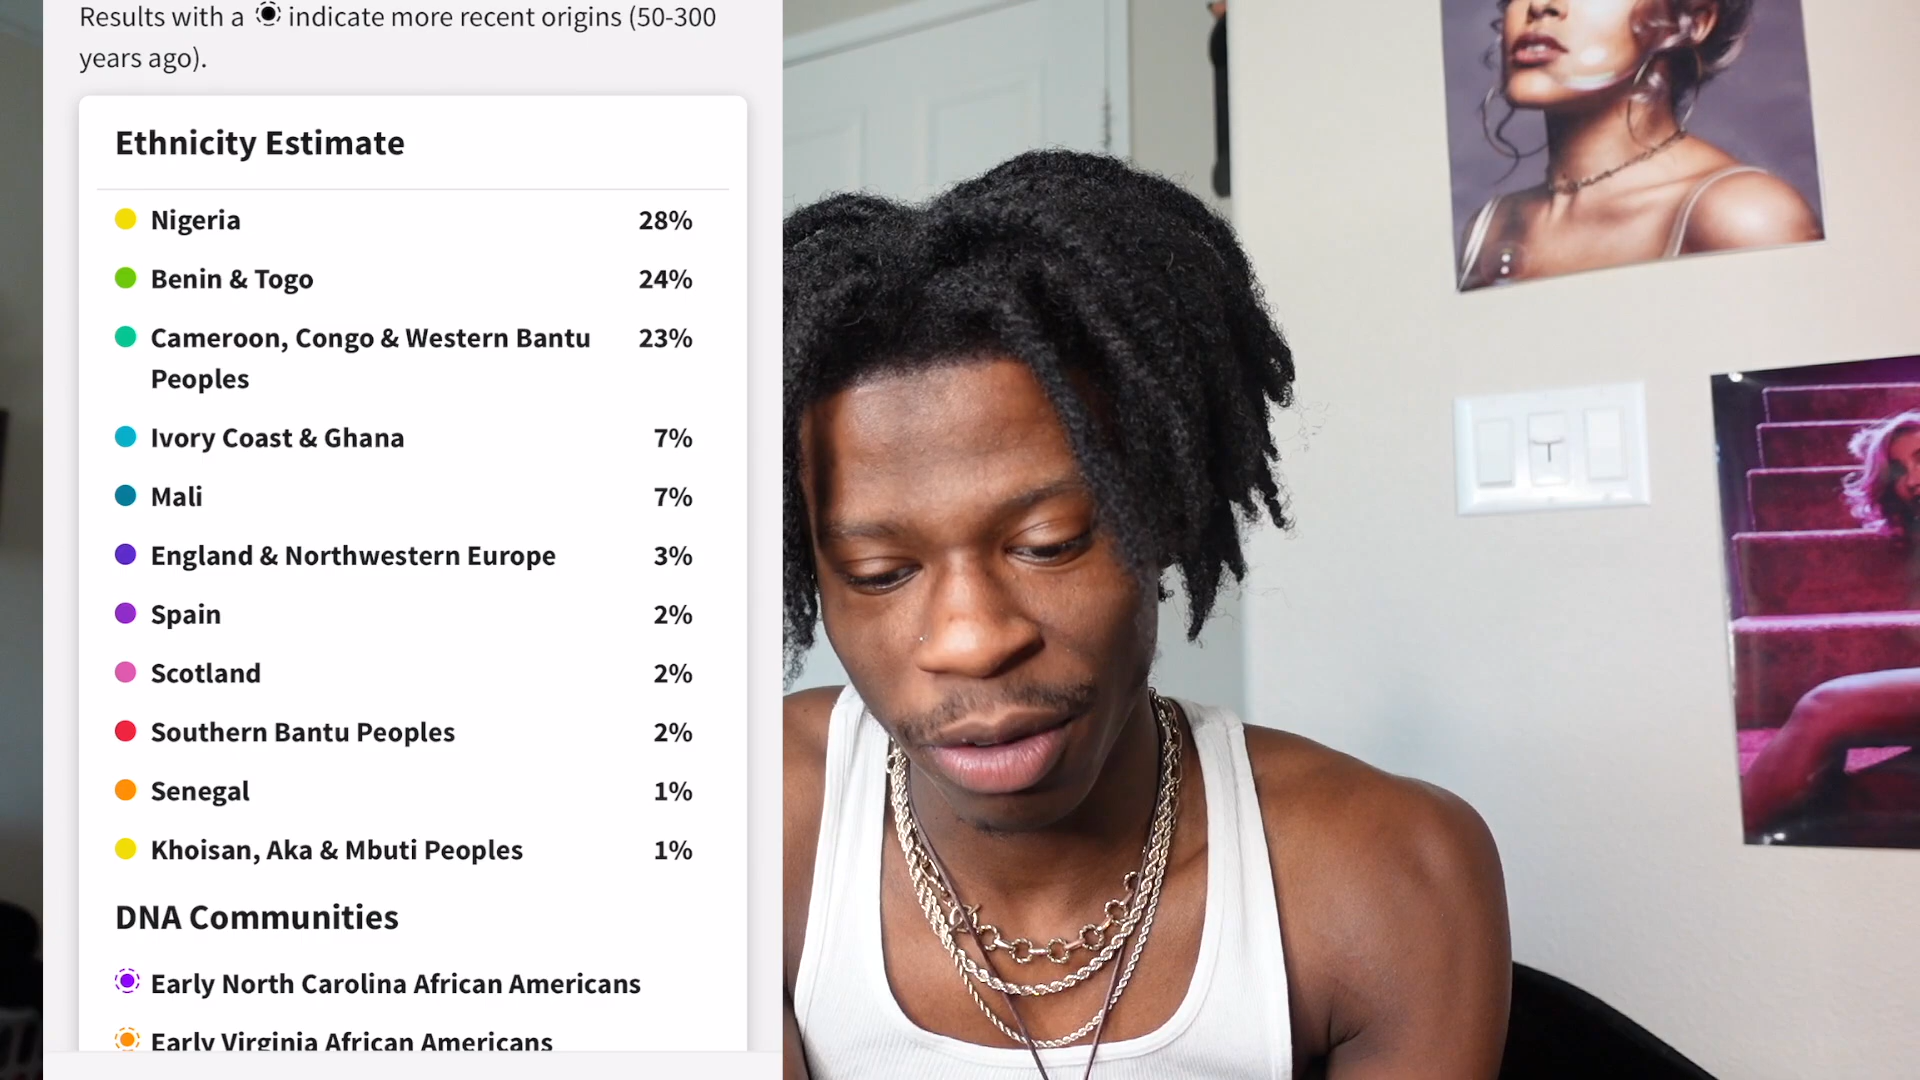 Results with a indicate more recent origins (50-300
years ago).
Ethnicity Estimate
Nigeria 28%
Benin & Togo 24%
Cameroon, Congo & Western Bantu 23%
Peoples
Ivory Coast & Ghana 7%
Mali 7%
England & Northwestern Europe 3%
Spain 2%
Scotland 2%
Southern Bantu Peoples 2%
Senegal 1%
Khoisan, Aka & Mbuti Peoples 1%
DNA Communities
Early North Carolina African Americans
Early Virginia African Americans